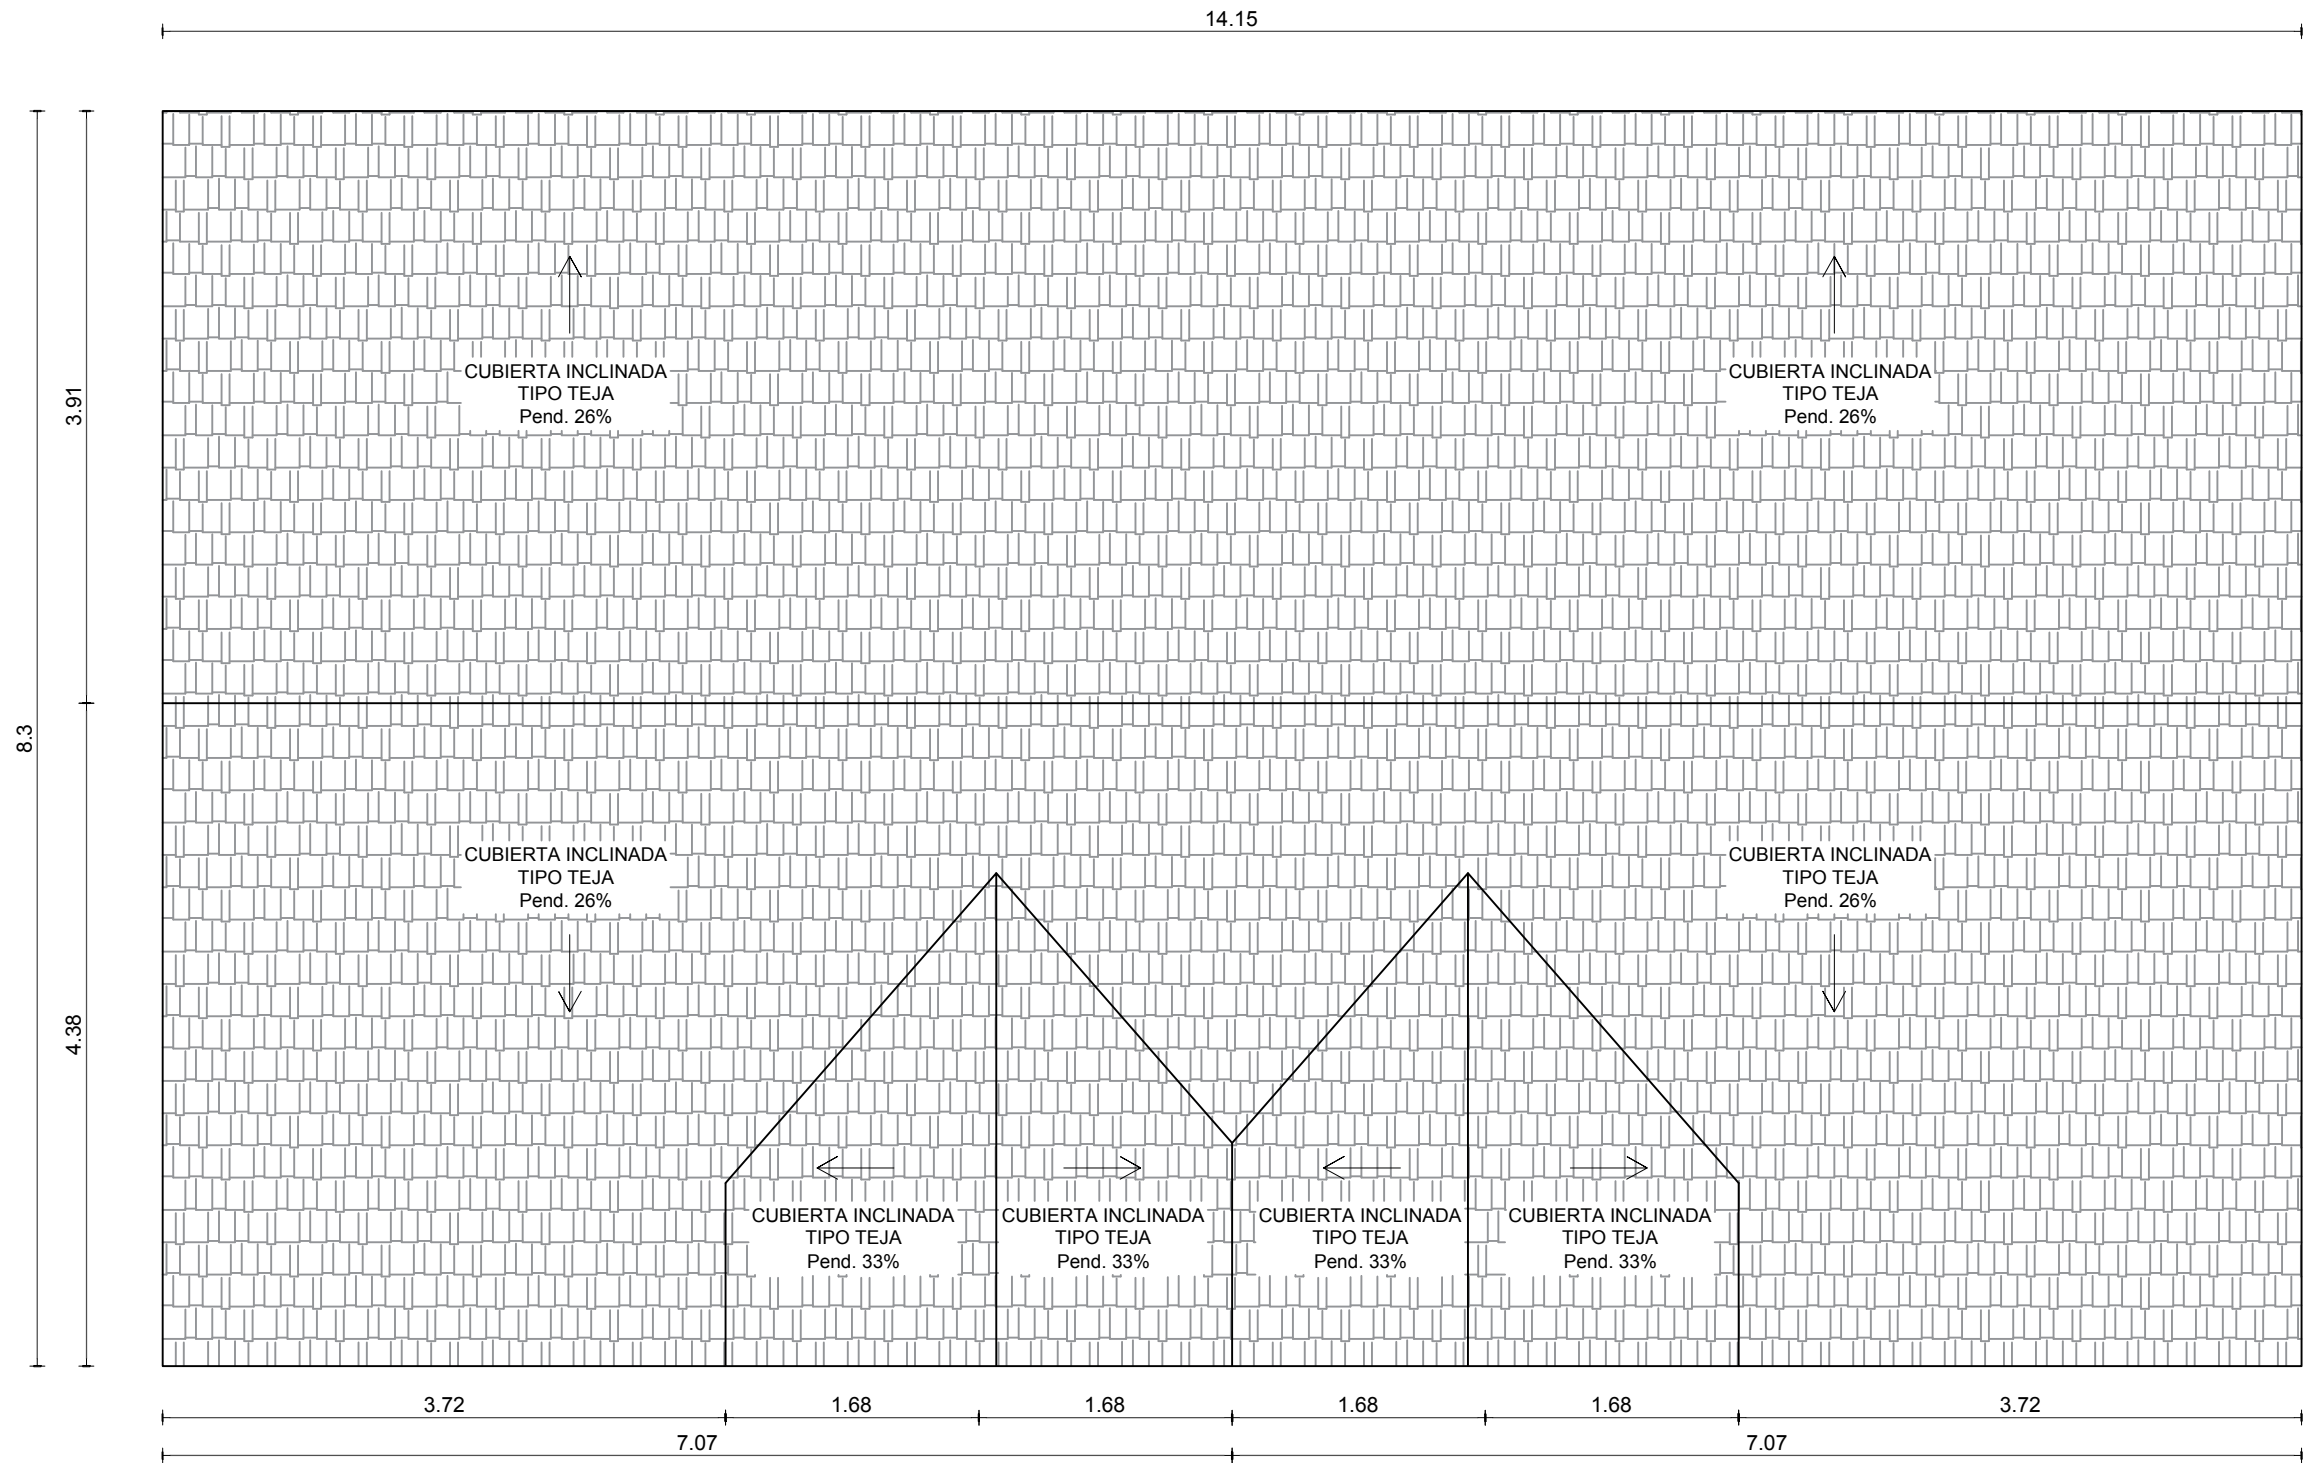 14.15
8.3
3.91
4.38
CUBIERTA INCLINADA
TIPO TEJA
Pend. 26%
CUBIERTA INCLINADA
TIPO TEJA
Pend. 26%
CUBIERTA INCLINADA
TIPO TEJA
Pend. 26%
CUBIERTA INCLINADA
TIPO TEJA
Pend. 26%
CUBIERTA INCLINADA
TIPO TEJA
Pend. 33%
CUBIERTA INCLINADA
TIPO TEJA
Pend. 33%
CUBIERTA INCLINADA
TIPO TEJA
Pend. 33%
CUBIERTA INCLINADA
TIPO TEJA
Pend. 33%
3.72
1.68
1.68
1.68
1.68
3.72
7.07
7.07